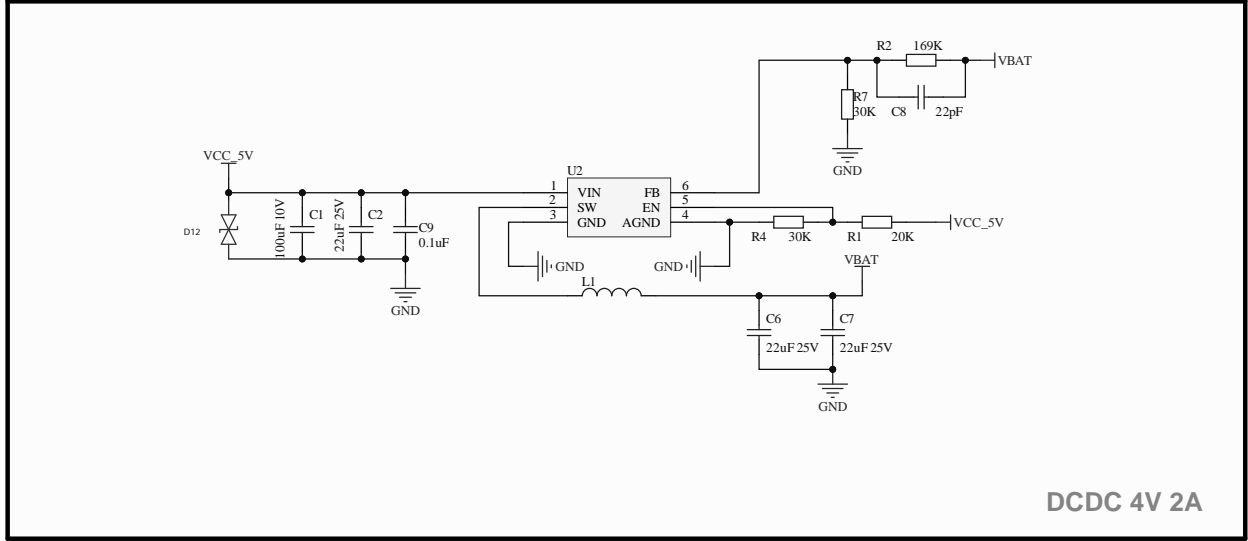 R2 169K
VBAT
R7
30K
C8 22pF
GND
VCC_5V
D12
100uF 10V
C1
22uF 25V
C2
C9
0.1uF
GND
U2
1 VIN FB 6
2 SW EN 5
3 GND AGND 4
R4 30K
R1 20K
VCC_5V
GND
GND
L1
VBAT
C6
22uF 25V
C7
22uF 25V
GND
DCDC 4V 2A